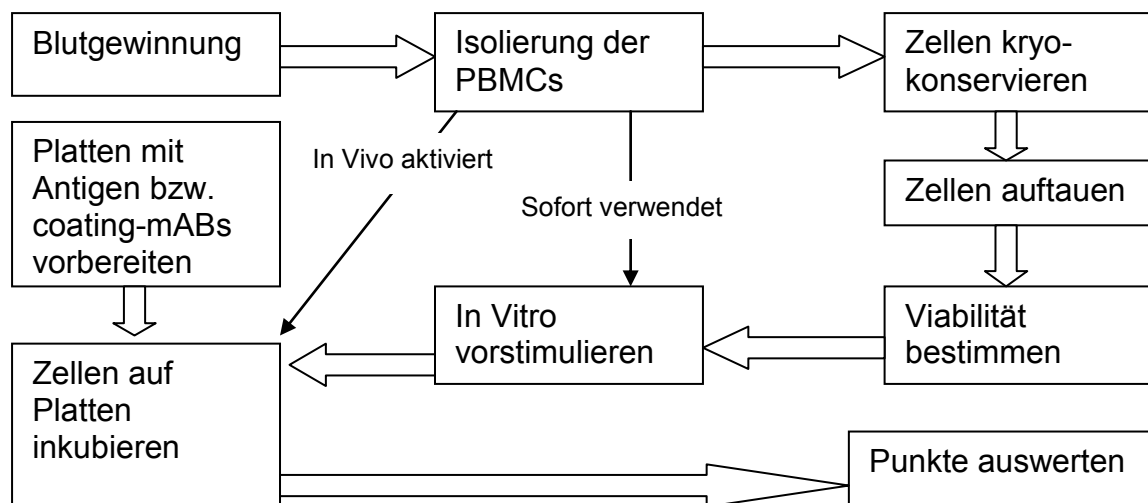 Blutgewinnung
Isolierung der
PBMCs
Zellen kryo-
konservieren
Platten mit
Antigen bzw.
coating-mABs
vorbereiten
In Vivo aktiviert
Sofort verwendet
Zellen auftauen
In Vitro
vorstimulieren
Viabilität
bestimmen
Zellen auf
Platten
inkubieren
Punkte auswerten